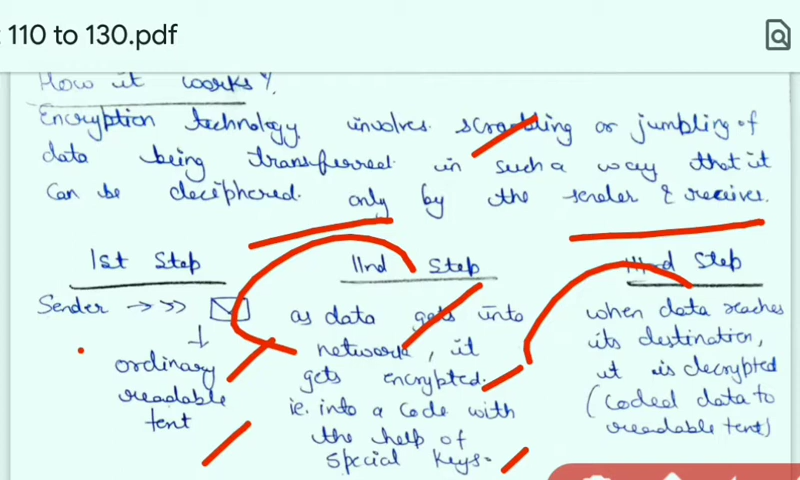 110 to 130.pdf
How it works?
Encryption technology involves scrambling or jumbling of
data being transferred in such a way that it
can be deciphered only by the sender & receiver.
1st Step
Sender
ordinary
readable
text
IInd Step
as data gets into
network, it
gets encrypted.
ie. into a code with
the help of
special keys.
IIIrd Step
when data reaches
its destination,
it is decrypted
(coded data to
readable text)